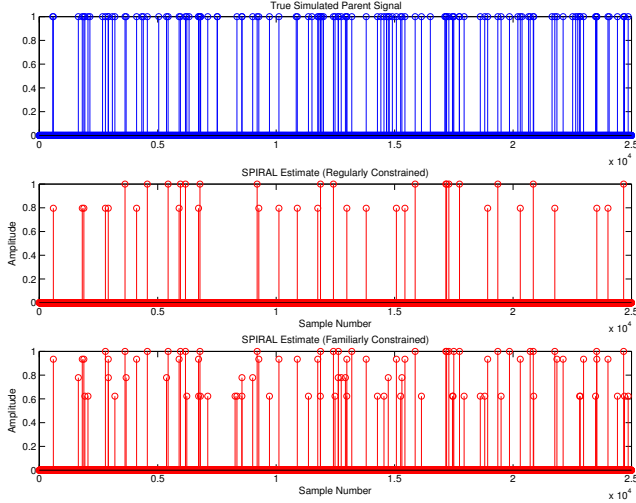 True Simulated Parent Signal
1
0.8
0.6
0.4
0.2
0
0 0.5 1 1.5 2 2.5
x 10^4
SPIRAL Estimate (Regularly Constrained)
Amplitude
1
0.8
0.6
0.4
0.2
0
0 0.5 1 1.5 2 2.5
Sample Number
x 10^4
SPIRAL Estimate (Familiarly Constrained)
Amplitude
1
0.8
0.6
0.4
0.2
0
0 0.5 1 1.5 2 2.5
Sample Number
x 10^4